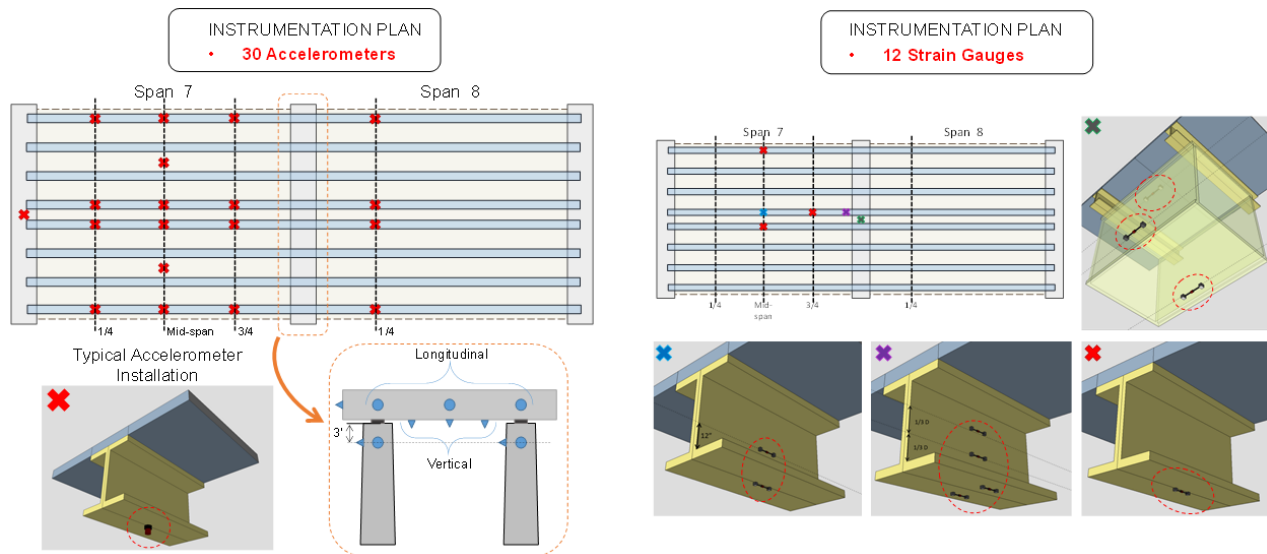 INSTRUMENTATION PLAN
• 30 Accelerometers
Span 7
Span 8
1/4
Mid-span
3/4
1/4
Typical Accelerometer
Installation
Longitudinal
3'
Vertical
INSTRUMENTATION PLAN
• 12 Strain Gauges
Span 7
Span 8
1/4
Mid-
span
3/4
1/4
12"
1/3 D
1/3 D